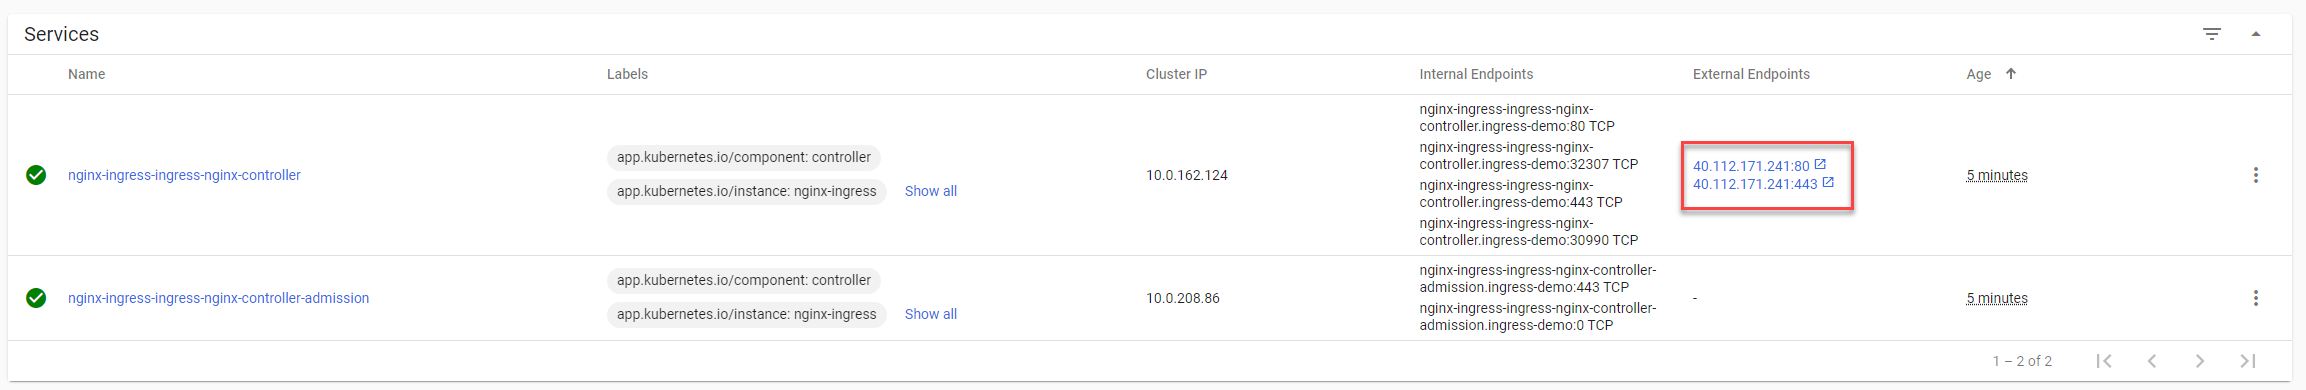 Services
Name Labels Cluster IP Internal Endpoints External Endpoints Age
nginx-ingress-ingress-nginx-controller
app.kubernetes.io/component: controller
app.kubernetes.io/instance: nginx-ingress Show all
10.0.162.124
nginx-ingress-ingress-nginx-
controller.ingress-demo:80 TCP
nginx-ingress-ingress-nginx-
controller.ingress-demo:32307 TCP
nginx-ingress-ingress-nginx-
controller.ingress-demo:443 TCP
nginx-ingress-ingress-nginx-
controller.ingress-demo:30990 TCP
40.112.171.241:80
40.112.171.241:443
5 minutes
nginx-ingress-ingress-nginx-controller-admission
app.kubernetes.io/component: controller
app.kubernetes.io/instance: nginx-ingress Show all
10.0.208.86
nginx-ingress-ingress-nginx-controller-
admission.ingress-demo:443 TCP
nginx-ingress-ingress-nginx-controller-
admission.ingress-demo:0 TCP
-
5 minutes
1 – 2 of 2